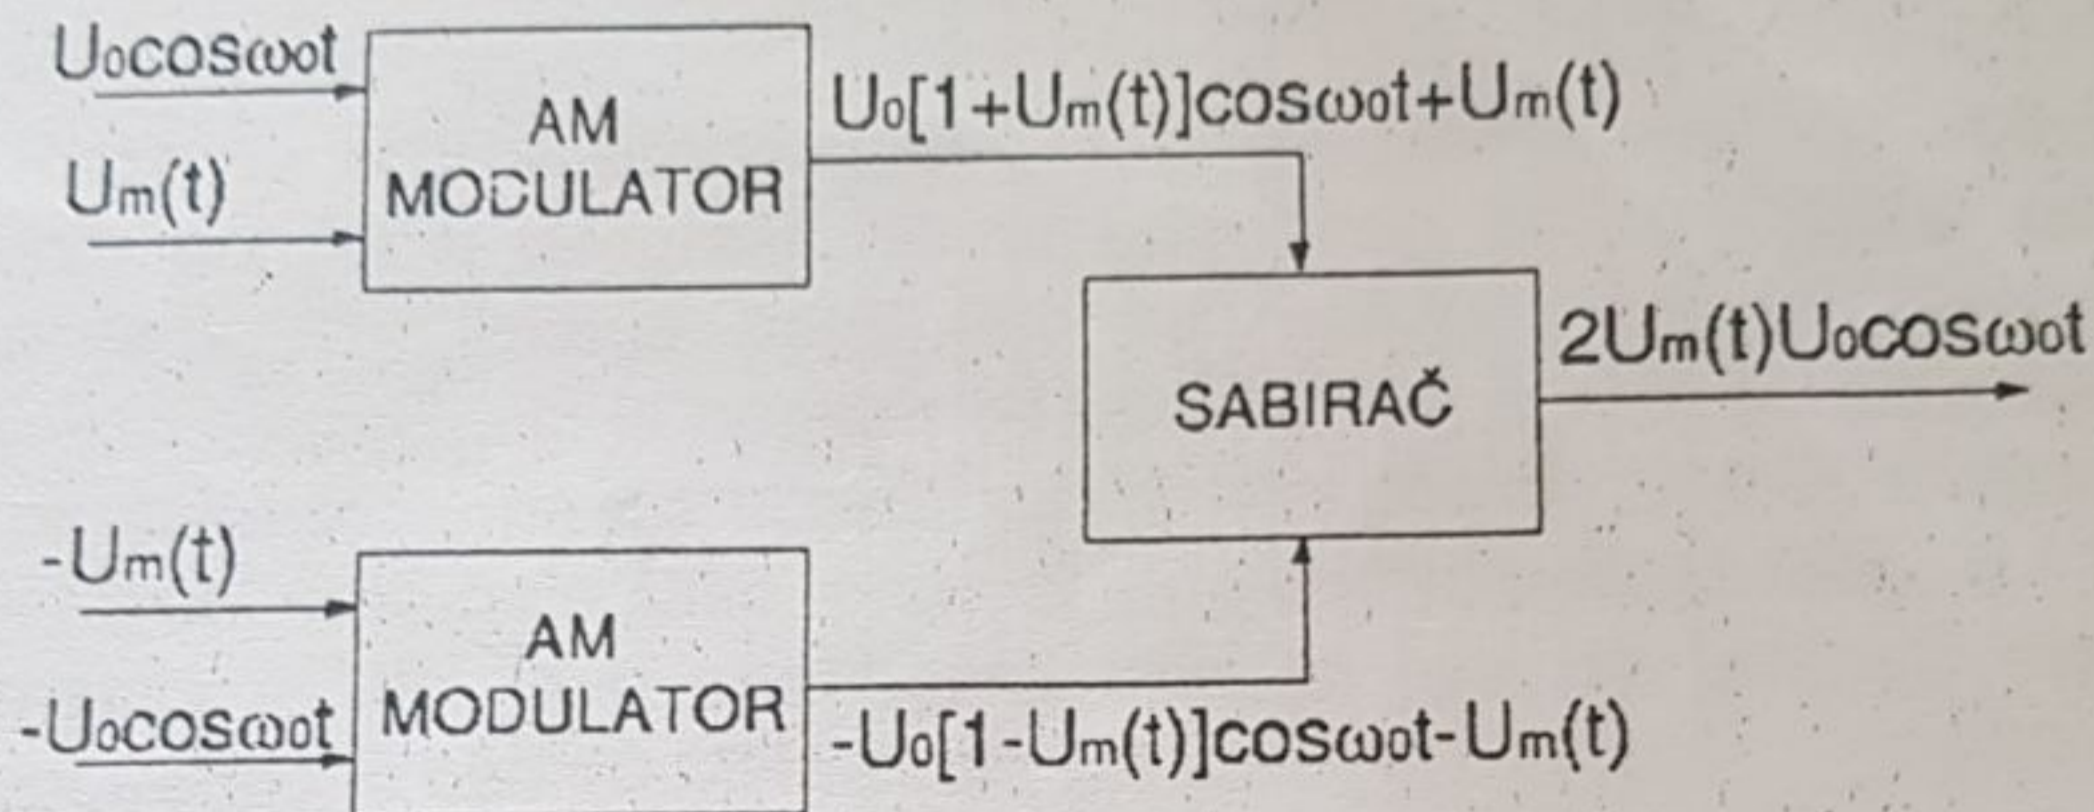 U₀cosω₀t
Um(t)
AM
MODULATOR
U₀[1+Um(t)]cosω₀t+Um(t)
SABIRAČ
2Um(t)U₀cosω₀t
-Um(t)
-U₀cosω₀t
AM
MODULATOR
-U₀[1-Um(t)]cosω₀t-Um(t)